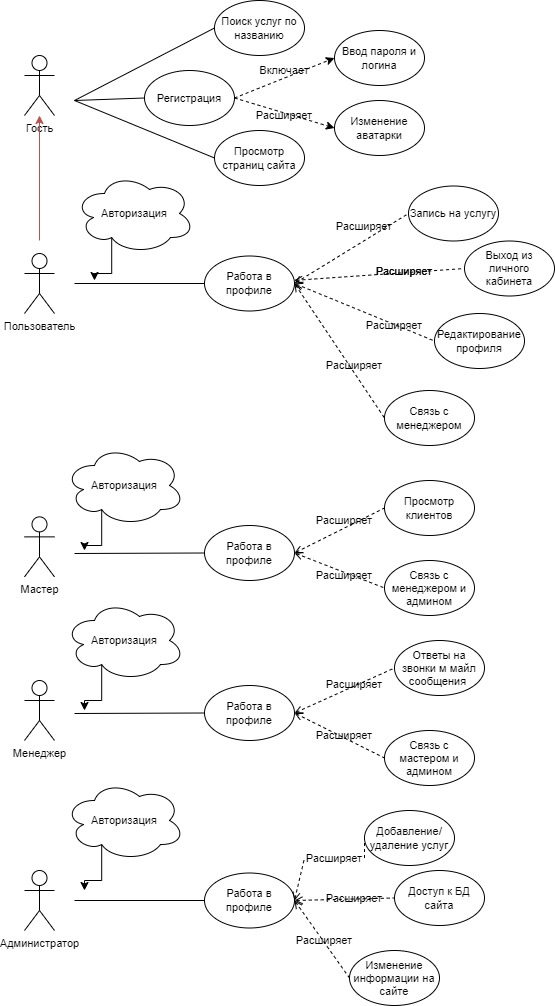 Поиск услуг по
названию
Ввод пароля и
логина
Включает
Регистрация
Расширяет
Изменение
аватарки
Гость
Просмотр
страниц сайта
Авторизация
Запись на услугу
Расширяет
Выход из
личного
кабинета
Расширяет
Работа в
профиле
Пользователь
Расширяет
Редактирование
профиля
Расширяет
Связь с
менеджером
Авторизация
Просмотр
клиентов
Расширяет
Работа в
профиле
Мастер
Расширяет
Связь с
менеджером и
админом
Авторизация
Ответы на
звонки м майл
сообщения
Расширяет
Работа в
профиле
Менеджер
Расширяет
Связь с
мастером и
админом
Авторизация
Добавление/
удаление услуг
Расширяет
Работа в
профиле
Расширяет
Доступ к БД
сайта
Администратор
Расширяет
Изменение
информации на
сайте